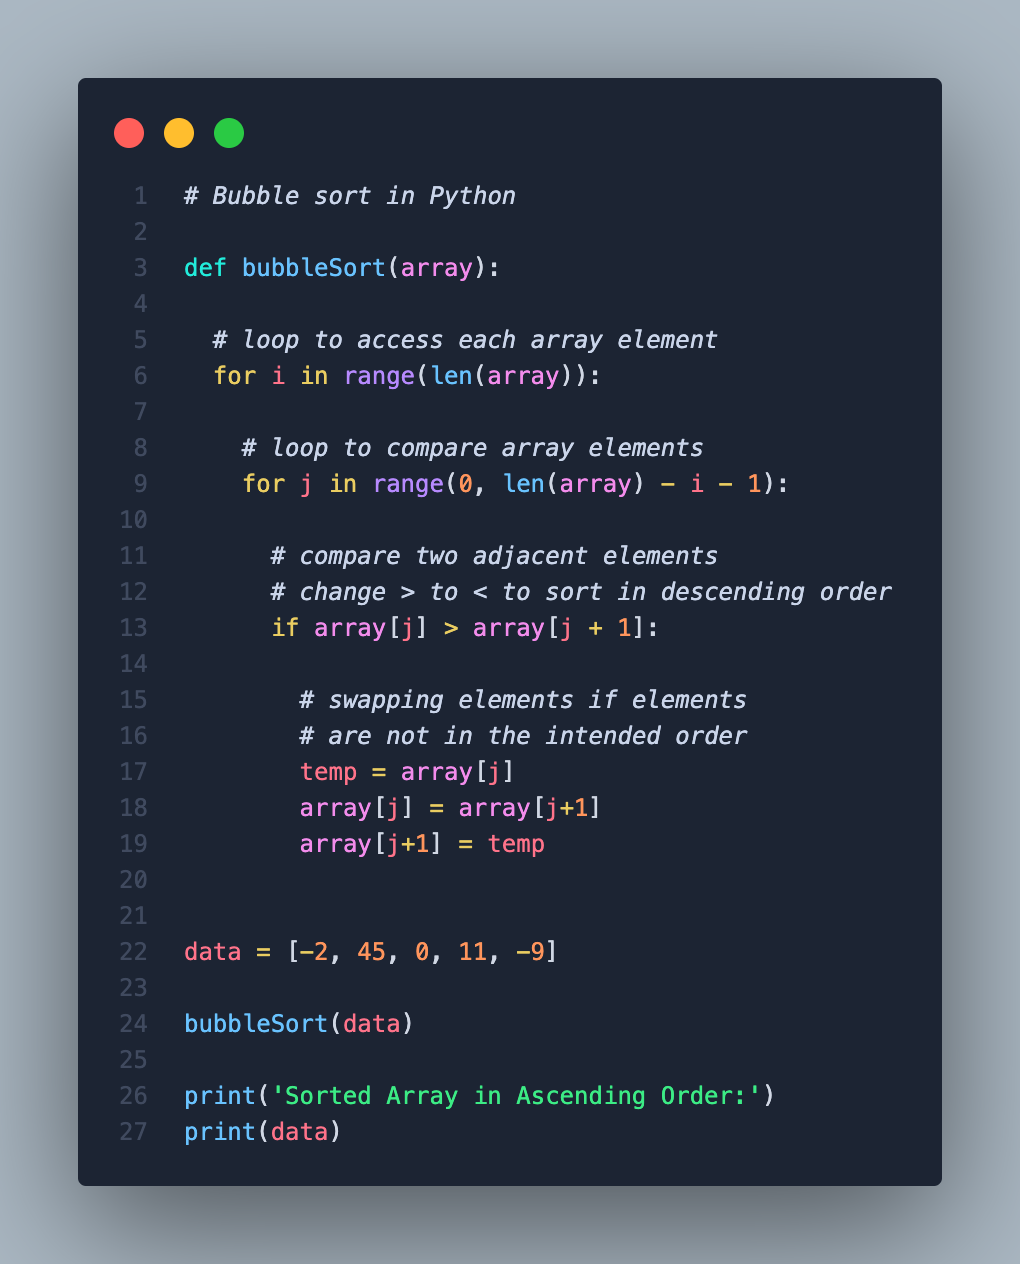 1 # Bubble sort in Python
2
3 def bubbleSort(array):
4
5   # loop to access each array element
6   for i in range(len(array)):
7
8     # loop to compare array elements
9     for j in range(0, len(array) - i - 1):
10
11       # compare two adjacent elements
12       # change > to < to sort in descending order
13       if array[j] > array[j + 1]:
14
15         # swapping elements if elements
16         # are not in the intended order
17         temp = array[j]
18         array[j] = array[j+1]
19         array[j+1] = temp
20
21
22 data = [-2, 45, 0, 11, -9]
23
24 bubbleSort(data)
25
26 print('Sorted Array in Ascending Order:')
27 print(data)